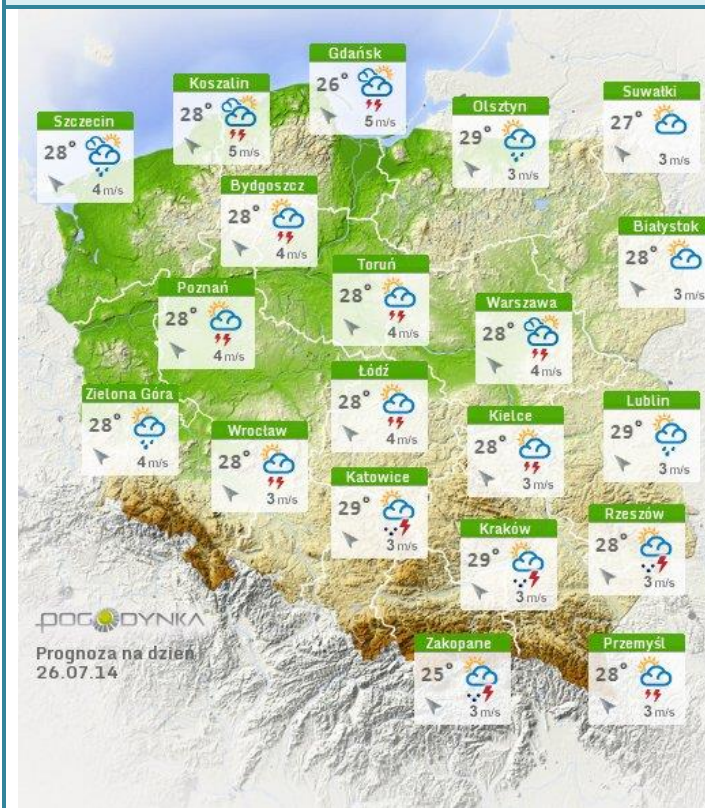 Gdańsk
26°
5 m/s
Koszalin
28°
5 m/s
Suwałki
27°
3 m/s
Olsztyn
29°
3 m/s
Szczecin
28°
4 m/s
Bydgoszcz
28°
4 m/s
Białystok
28°
3 m/s
Toruń
28°
4 m/s
Poznań
28°
4 m/s
Warszawa
28°
4 m/s
Łódź
28°
4 m/s
Zielona Góra
28°
4 m/s
Lublin
29°
3 m/s
Kielce
28°
3 m/s
Wrocław
28°
3 m/s
Katowice
29°
3 m/s
Rzeszów
28°
3 m/s
Kraków
29°
3 m/s
POGODYNKA
Prognoza na dzień
26.07.14
Zakopane
25°
3 m/s
Przemyśl
28°
3 m/s